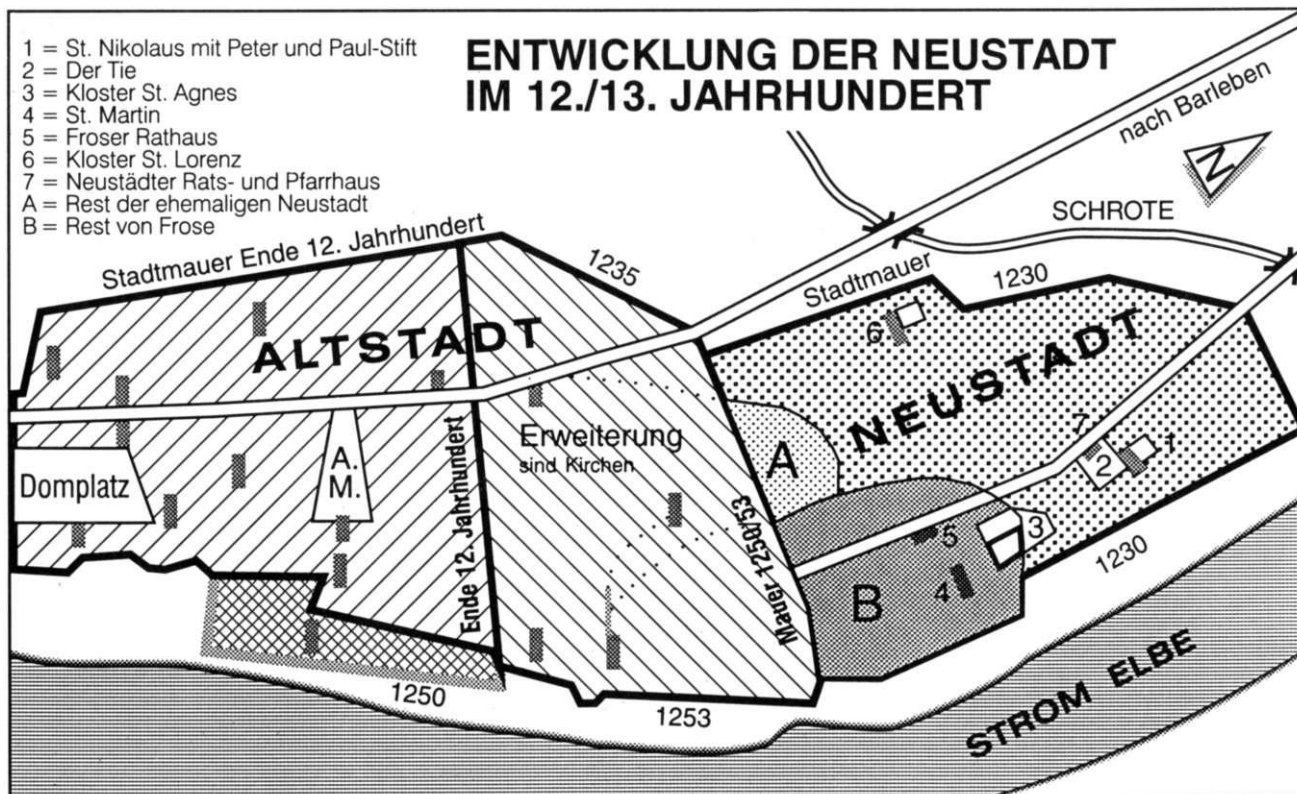 1 = St. Nikolaus mit Peter und Paul-Stift
2 = Der Tie
3 = Kloster St. Agnes
4 = St. Martin
5 = Froser Rathaus
6 = Kloster St. Lorenz
7 = Neustädter Rats- und Pfarrhaus
A = Rest der ehemaligen Neustadt
B = Rest von Frose
ENTWICKLUNG DER NEUSTADT
IM 12./13. JAHRHUNDERT
nach Barleben
N
SCHROTE
Stadtmauer Ende 12. Jahrhundert
1235
Stadtmauer
1230
ALTSTADT
NEUSTADT
6
Erweiterung
sind Kirchen
A
7
2
1
Domplatz
A.
M.
Ende 12. Jahrhundert
Mauer 1250/53
5
3
B
4
1230
STROM ELBE
1250
1253